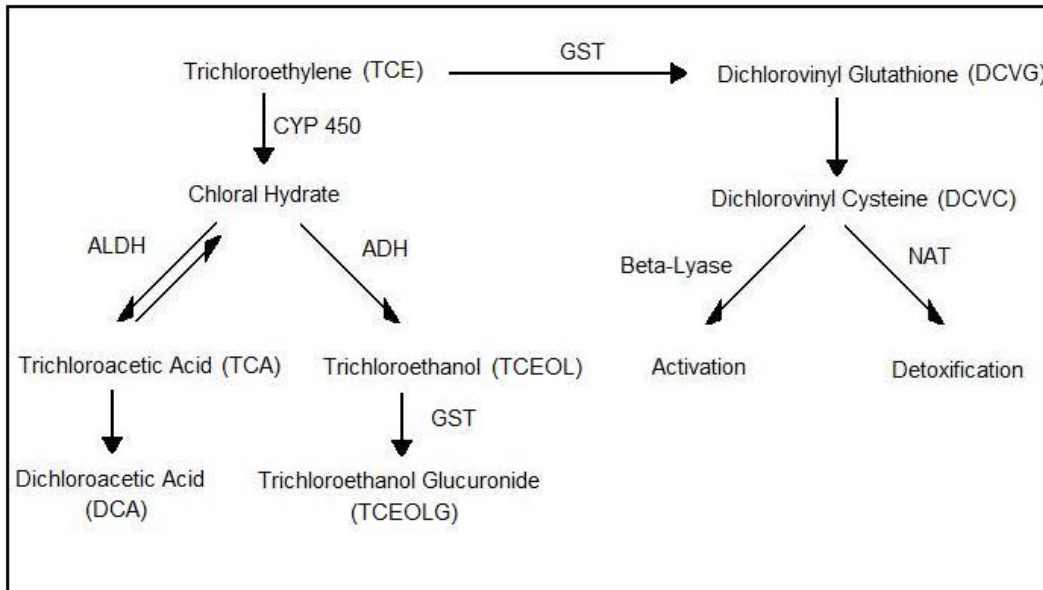 GST
Trichloroethylene (TCE)
Dichlorovinyl Glutathione (DCVG)
CYP 450
Chloral Hydrate
Dichlorovinyl Cysteine (DCVC)
ALDH
ADH
Beta-Lyase
NAT
Trichloroacetic Acid (TCA)
Trichloroethanol (TCEOL)
Activation
Detoxification
GST
Dichloroacetic Acid
(DCA)
Trichloroethanol Glucuronide
(TCEOLG)